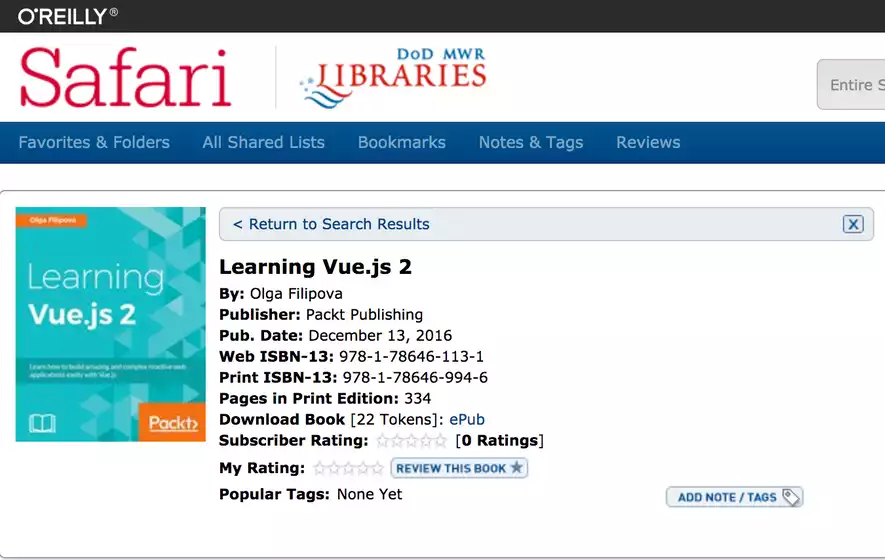 O'REILLY®
Safari
DoD MWR
LIBRARIES
Entire S
Favorites & Folders All Shared Lists Bookmarks Notes & Tags Reviews
Olga Filipova
Learning
Vue.js 2
Learn how to build amazing and complex reactive web
applications easily with Vue.js
Packt>
< Return to Search Results X
Learning Vue.js 2
By: Olga Filipova
Publisher: Packt Publishing
Pub. Date: December 13, 2016
Web ISBN-13: 978-1-78646-113-1
Print ISBN-13: 978-1-78646-994-6
Pages in Print Edition: 334
Download Book [22 Tokens]: ePub
Subscriber Rating: [0 Ratings]
My Rating: REVIEW THIS BOOK
Popular Tags: None Yet ADD NOTE / TAGS